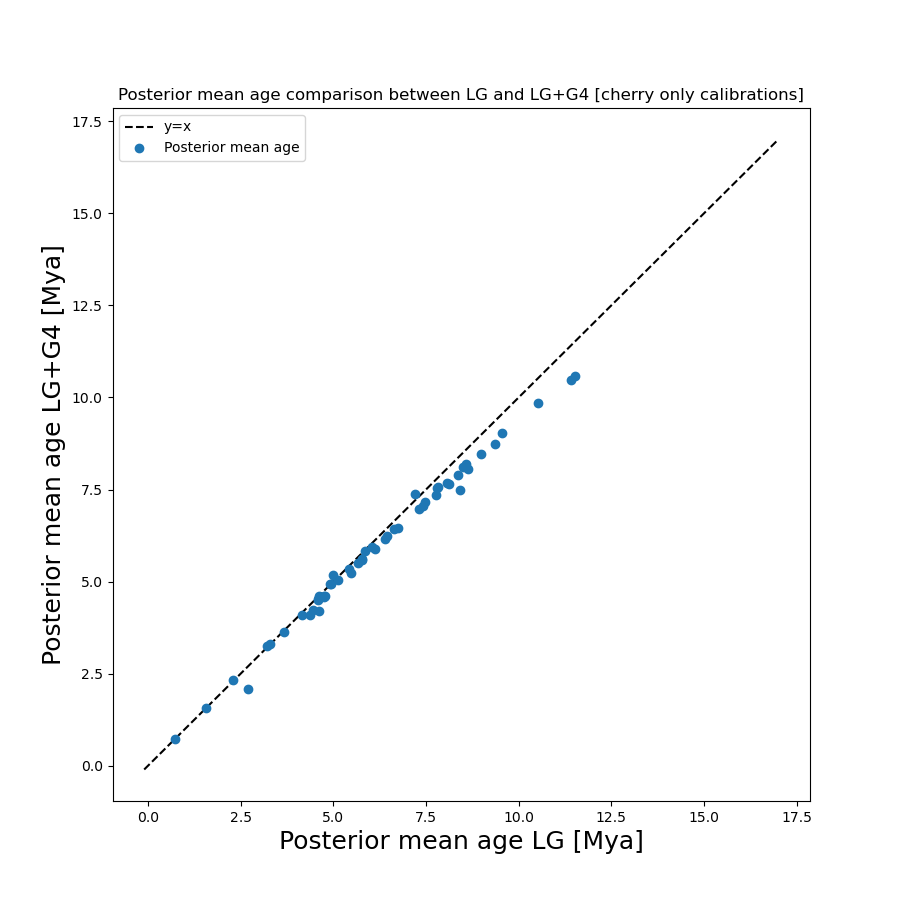 Posterior mean age comparison between LG and LG+G4 [cherry only calibrations]
y=x
Posterior mean age
Posterior mean age LG+G4 [Mya]
17.5
15.0
12.5
10.0
7.5
5.0
2.5
0.0
0.0 2.5 5.0 7.5 10.0 12.5 15.0 17.5
Posterior mean age LG [Mya]